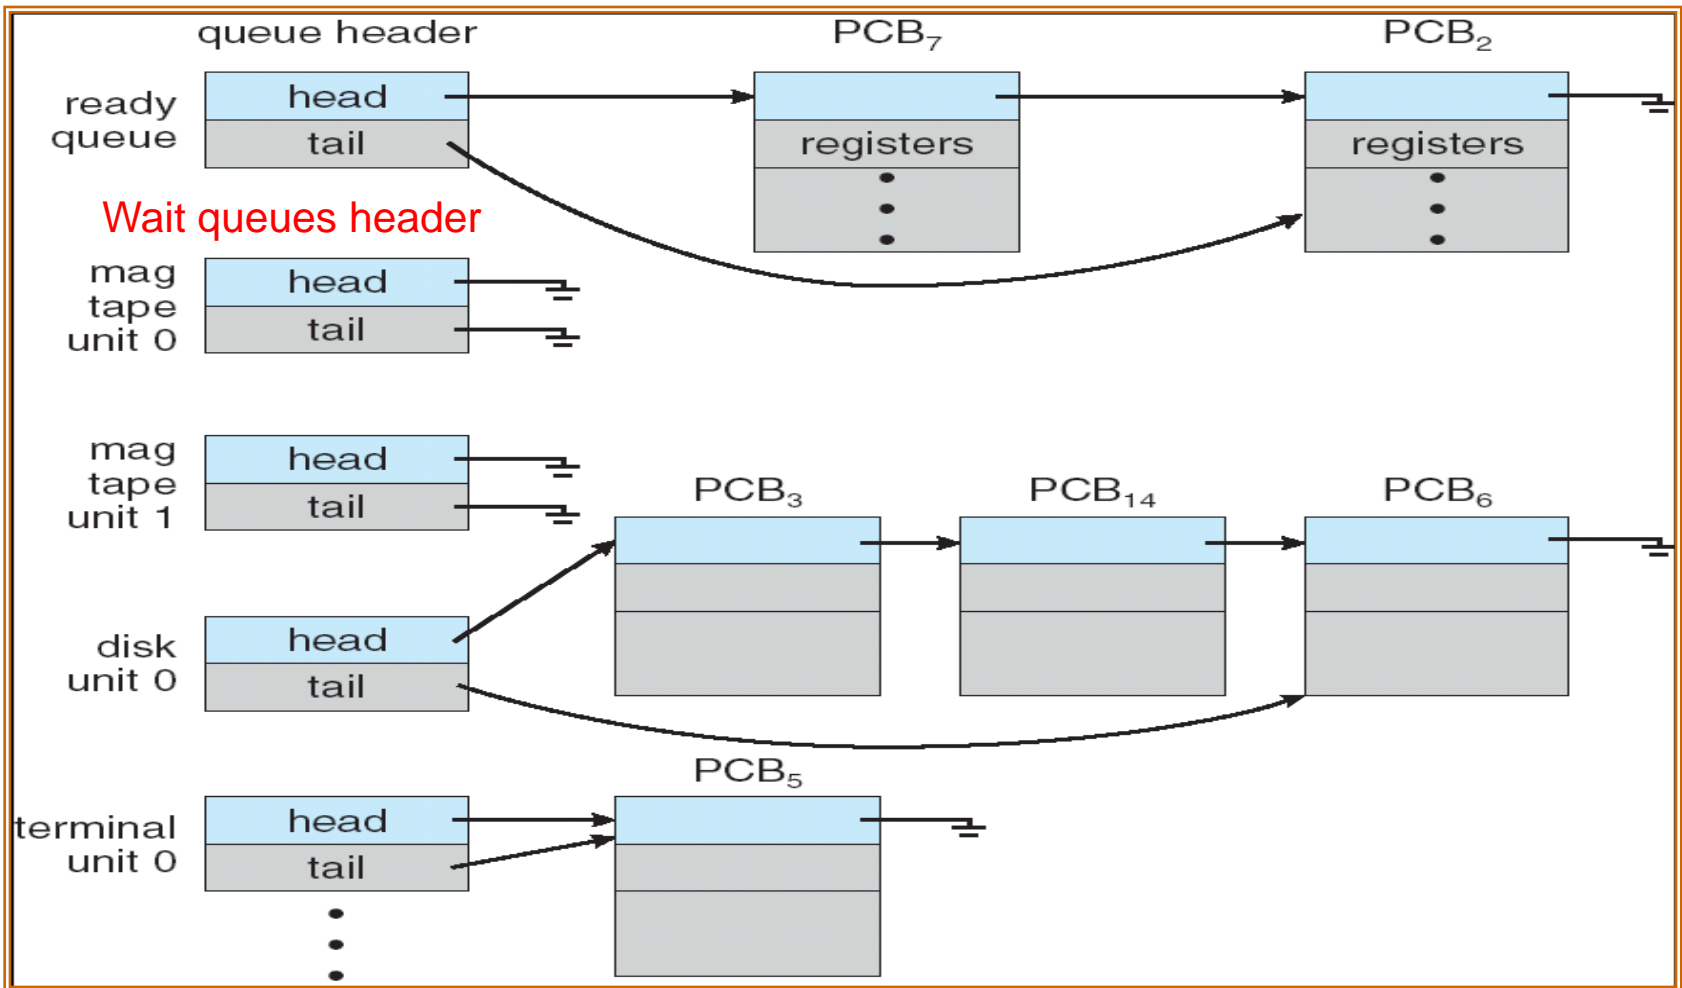 queue header
PCB₇
PCB₂
ready
queue
head
tail
registers
registers
Wait queues header
mag
tape
unit 0
head
tail
mag
tape
unit 1
head
tail
PCB₃
PCB₁₄
PCB₆
disk
unit 0
head
tail
PCB₅
terminal
unit 0
head
tail